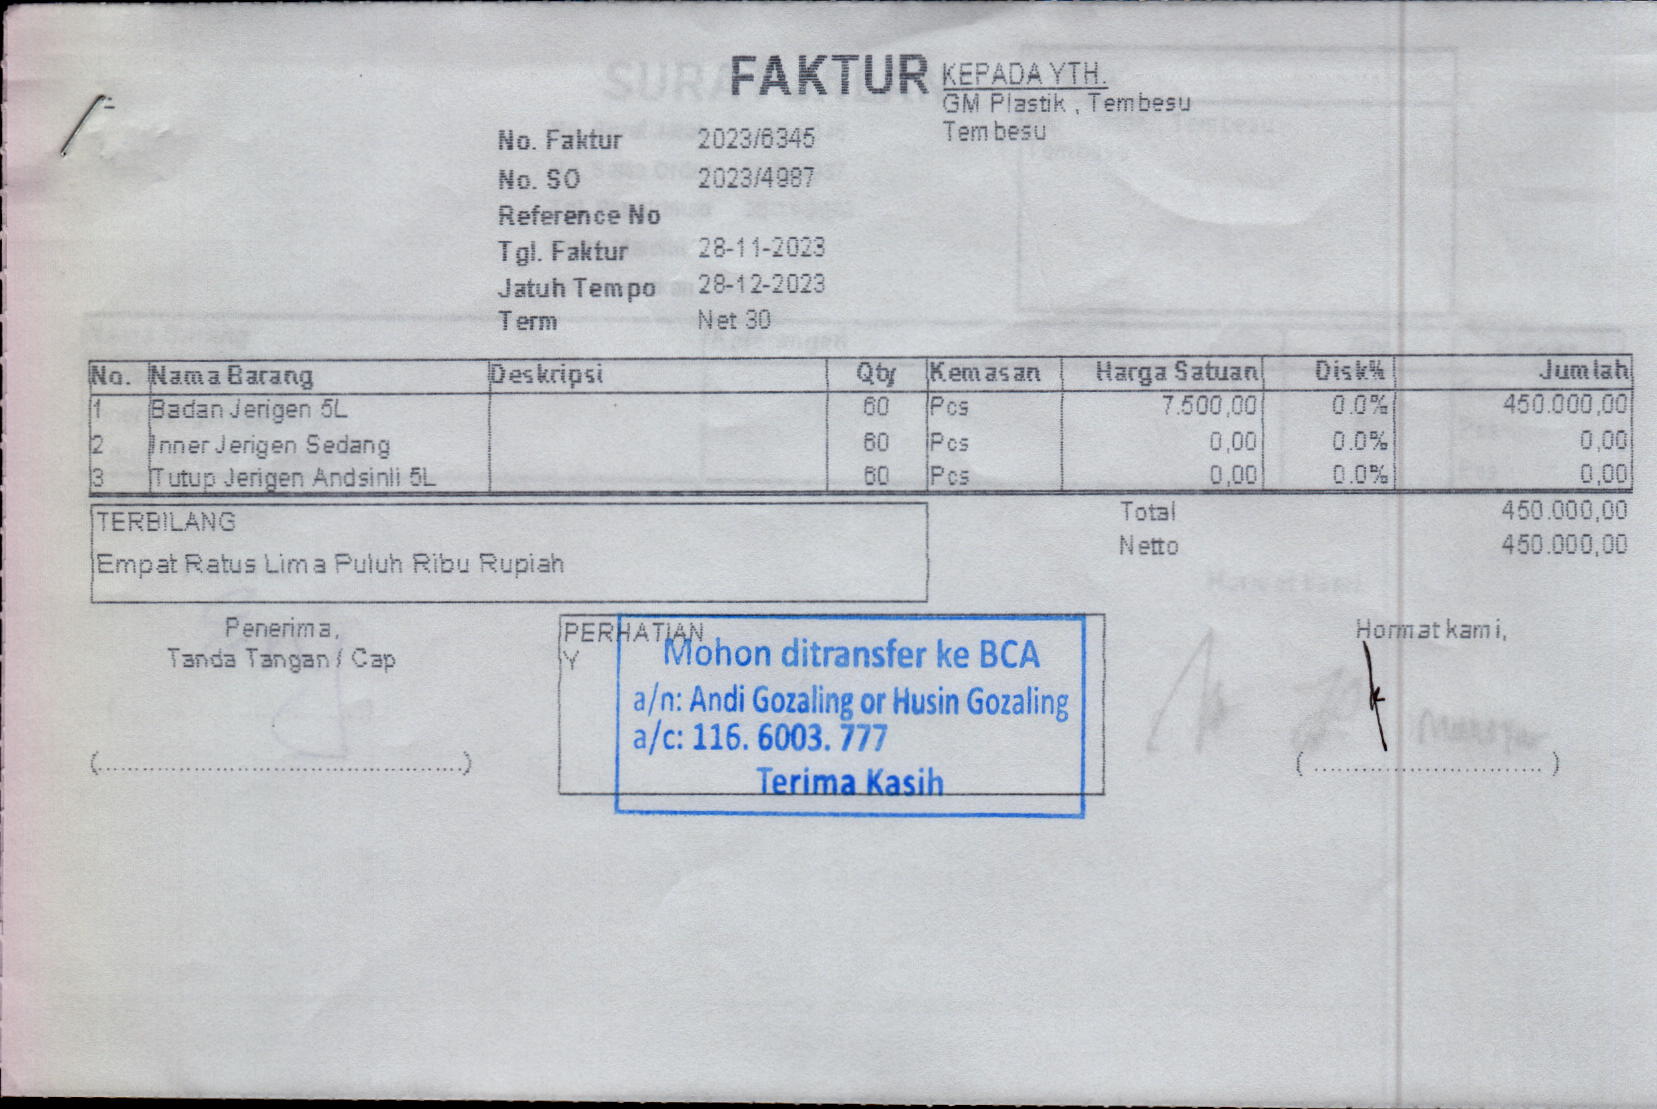 FAKTUR
KEPADA YTH.
GM Plastik , Tembesu
Tembesu
No. Faktur 2023/6345
No. SO 2023/4987
Reference No
Tgl. Faktur 28-11-2023
Jatuh Tempo 28-12-2023
Term Net 30
No. Nama Barang Deskripsi Qty Kemasan Harga Satuan Disk% Jumlah
1 Badan Jerigen 5L 60 Pcs 7.500,00 0.0% 450.000,00
2 Inner Jerigen Sedang 60 Pcs 0,00 0.0% 0,00
3 Tutup Jerigen Andsinli 5L 60 Pcs 0,00 0.0% 0,00
Total 450.000,00
Netto 450.000,00
TERBILANG
Empat Ratus Lima Puluh Ribu Rupiah
Penerima,
Tanda Tangan / Cap
(..........................................)
PERHATIAN
Y
Mohon ditransfer ke BCA
a/n: Andi Gozaling or Husin Gozaling
a/c: 116. 6003. 777
Terima Kasih
Hormat kami,
( ............................ )